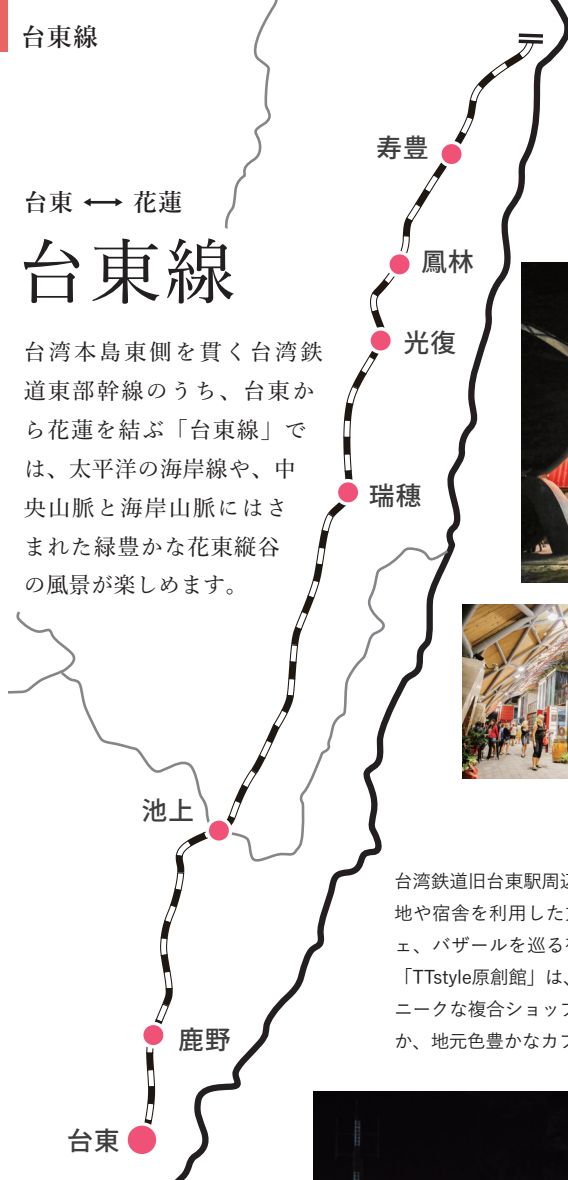 台東線
台東 ⟷ 花蓮
台東線
台湾本島東側を貫く台湾鉄
道東部幹線のうち、台東か
ら花蓮を結ぶ「台東線」で
は、太平洋の海岸線や、中
央山脈と海岸山脈にはさ
まれた緑豊かな花東縦谷
の風景が楽しめます。
寿豊
鳳林
光復
瑞穂
池上
鹿野
台東
台湾鉄道旧台東駅周辺
地や宿舎を利用した
ェ、バザールを巡る
「TTstyle原創館」は、
ニークな複合ショップ
か、地元色豊かなカフ